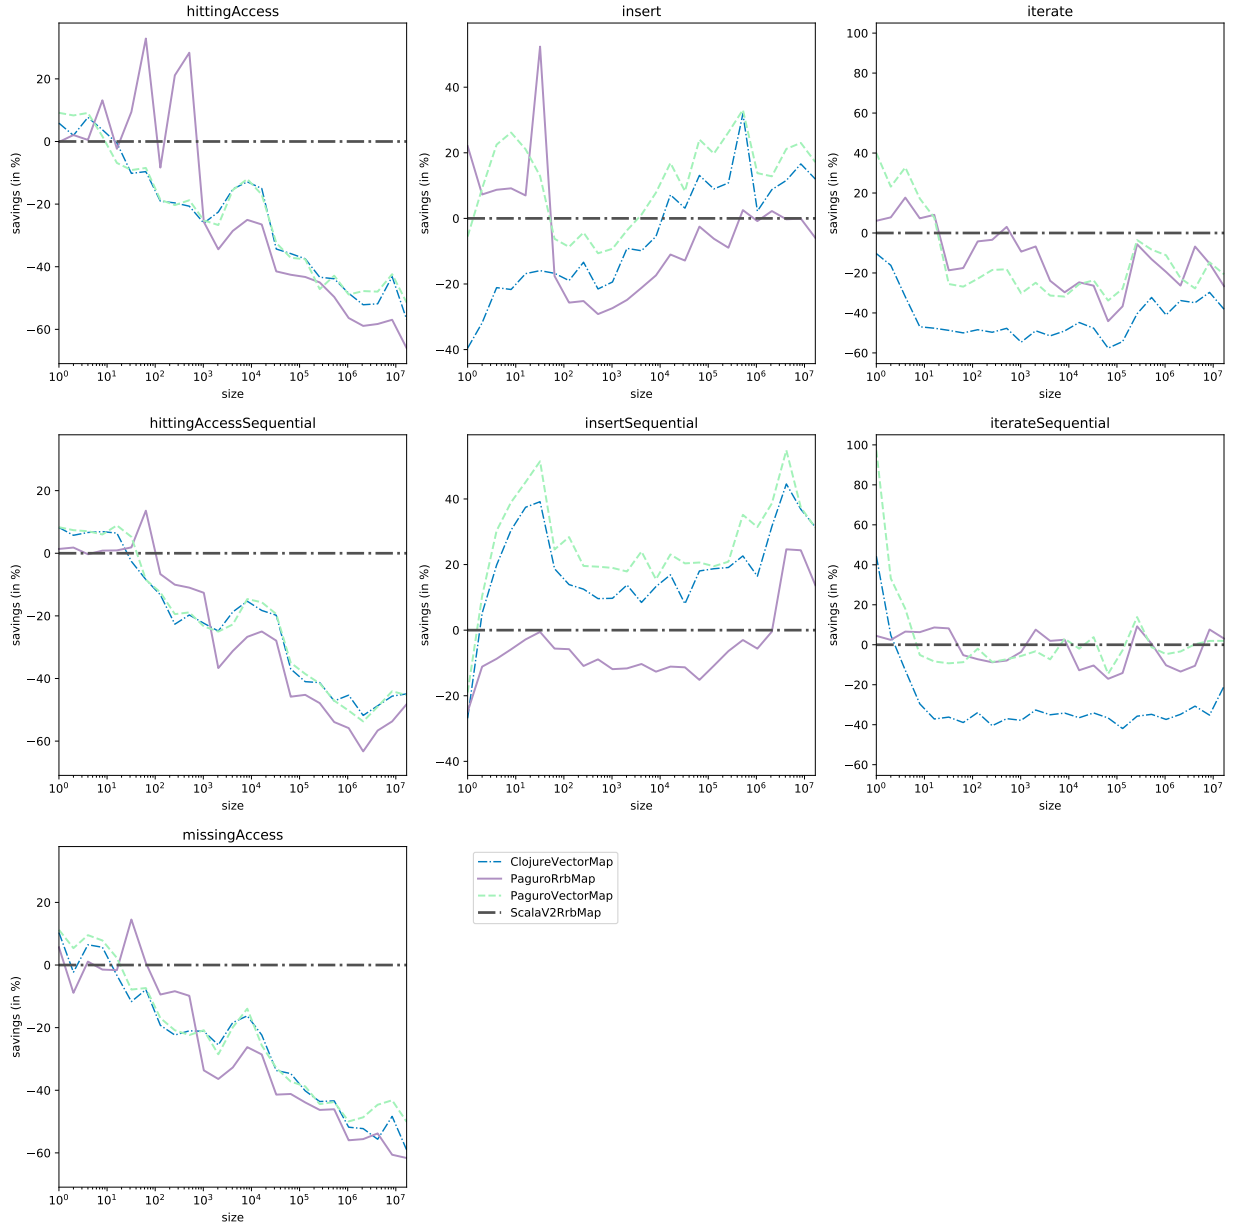 hittingAccess
20
0
−20
−40
−60
savings (in %)
10⁰ 10¹ 10² 10³ 10⁴ 10⁵ 10⁶ 10⁷
size
insert
40
20
0
−20
−40
savings (in %)
10⁰ 10¹ 10² 10³ 10⁴ 10⁵ 10⁶ 10⁷
size
iterate
100
80
60
40
20
0
−20
−40
−60
savings (in %)
10⁰ 10¹ 10² 10³ 10⁴ 10⁵ 10⁶ 10⁷
size
hittingAccessSequential
20
0
−20
−40
−60
savings (in %)
10⁰ 10¹ 10² 10³ 10⁴ 10⁵ 10⁶ 10⁷
size
insertSequential
40
20
0
−20
−40
savings (in %)
10⁰ 10¹ 10² 10³ 10⁴ 10⁵ 10⁶ 10⁷
size
iterateSequential
100
80
60
40
20
0
−20
−40
−60
savings (in %)
10⁰ 10¹ 10² 10³ 10⁴ 10⁵ 10⁶ 10⁷
size
missingAccess
20
0
−20
−40
−60
savings (in %)
10⁰ 10¹ 10² 10³ 10⁴ 10⁵ 10⁶ 10⁷
size
ClojureVectorMap
PaguroRrbMap
PaguroVectorMap
ScalaV2RrbMap